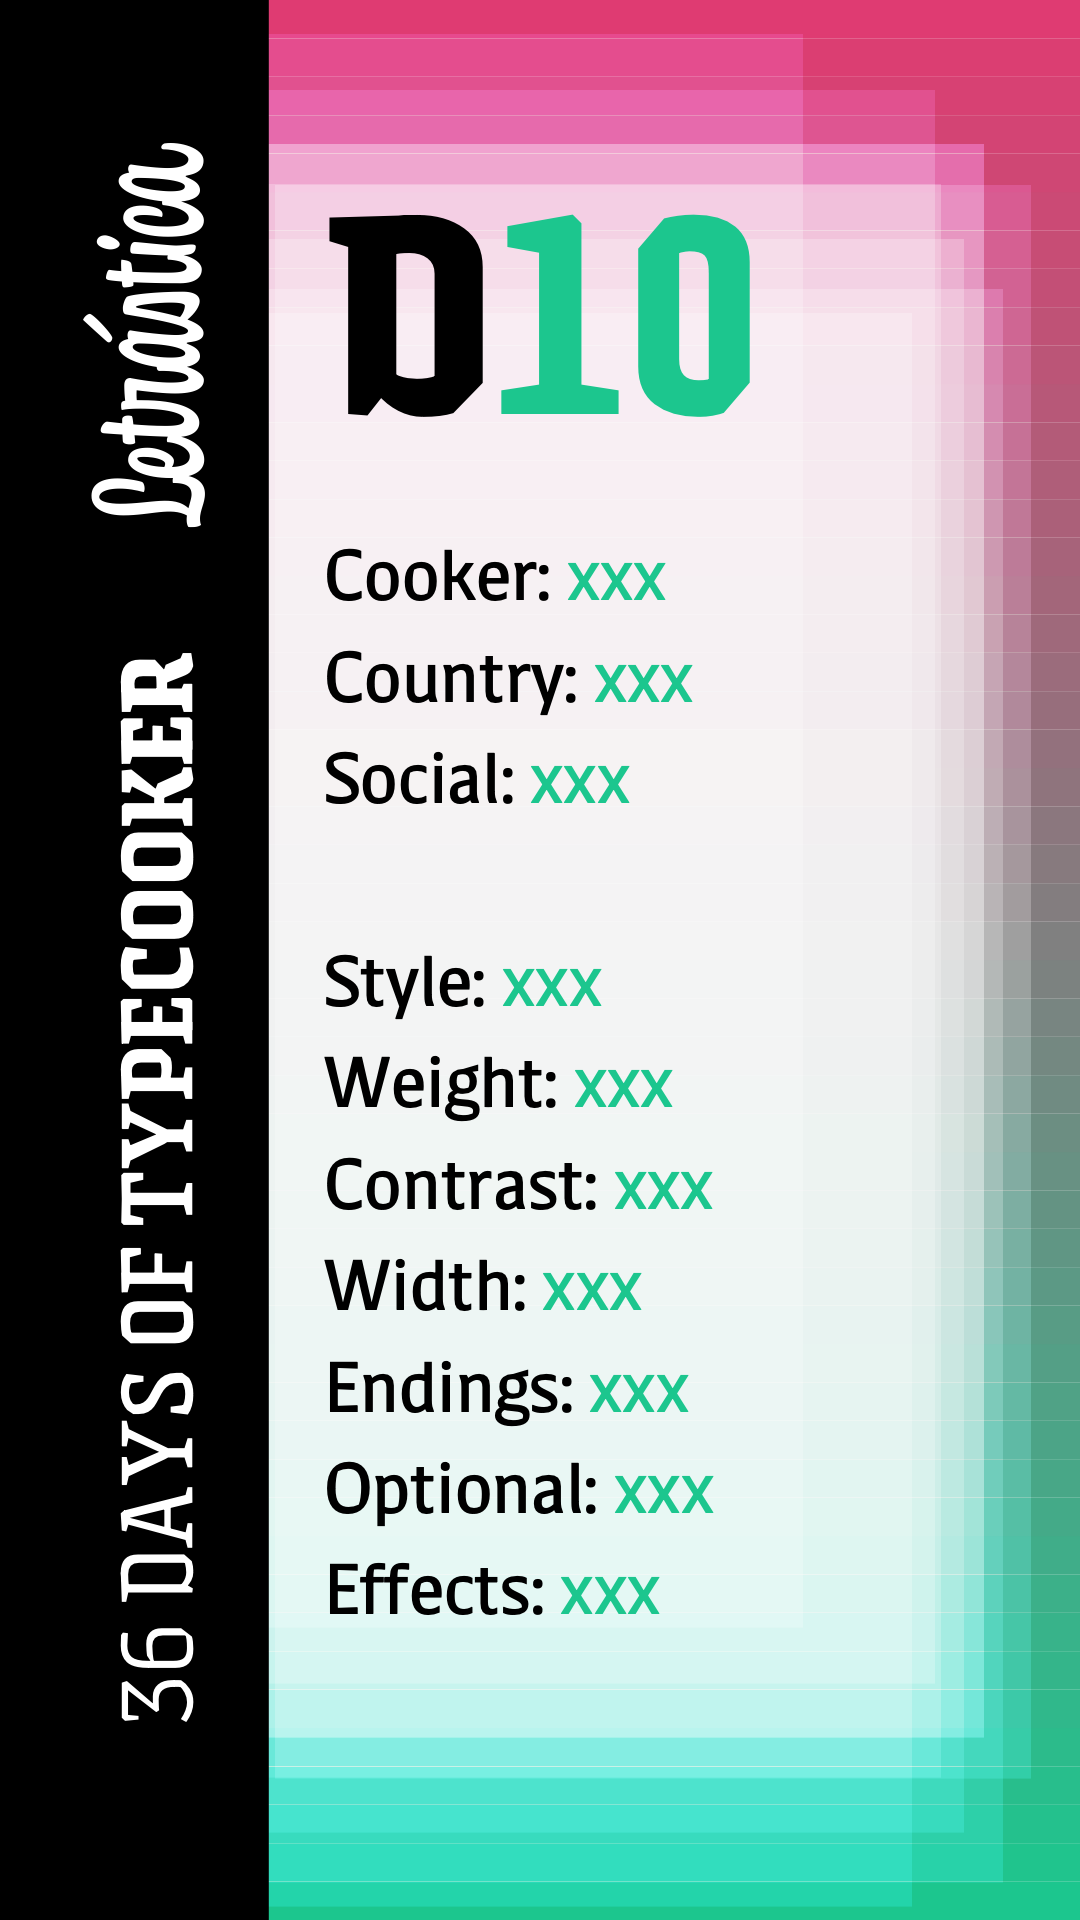 Letrástica
36 DAYS OF TYPECOOKER
D10
Cooker: xxx
Country: xxx
Social: xxx
Style: xxx
Weight: xxx
Contrast: xxx
Width: xxx
Endings: xxx
Optional: xxx
Effects: xxx